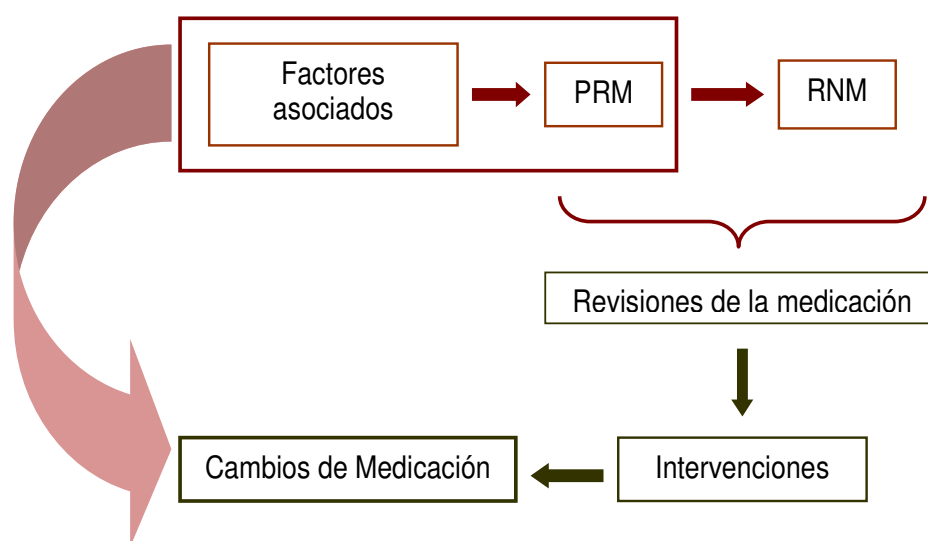 Factores
asociados
PRM
RNM
Revisiones de la medicación
Cambios de Medicación
Intervenciones